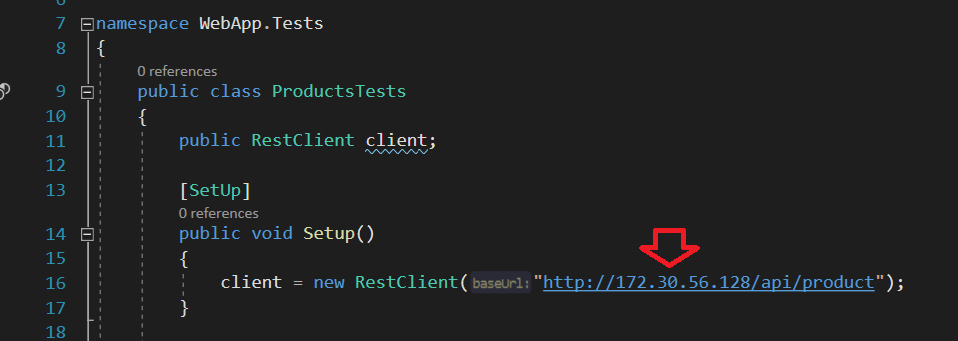 7 namespace WebApp.Tests
8 {
0 references
9 public class ProductsTests
10 {
11 public RestClient client;
12
13 [SetUp]
0 references
14 public void Setup()
15 {
16 client = new RestClient(baseUrl:"http://172.30.56.128/api/product");
17 }
18